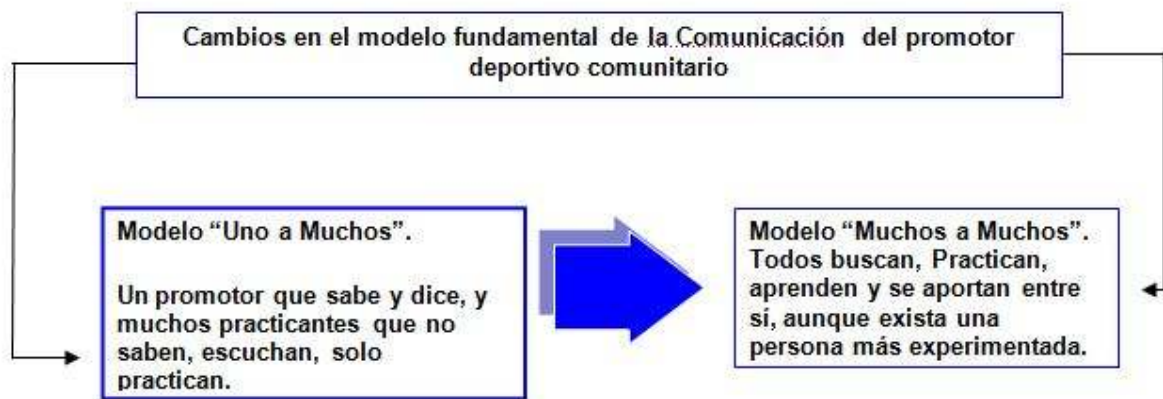 Cambios en el modelo fundamental de la Comunicación del promotor
deportivo comunitario
Modelo “Uno a Muchos”.
Un promotor que sabe y dice, y
muchos practicantes que no
saben, escuchan, solo
practican.
Modelo “Muchos a Muchos”.
Todos buscan, Practican,
aprenden y se aportan entre
sí, aunque exista una
persona más experimentada.